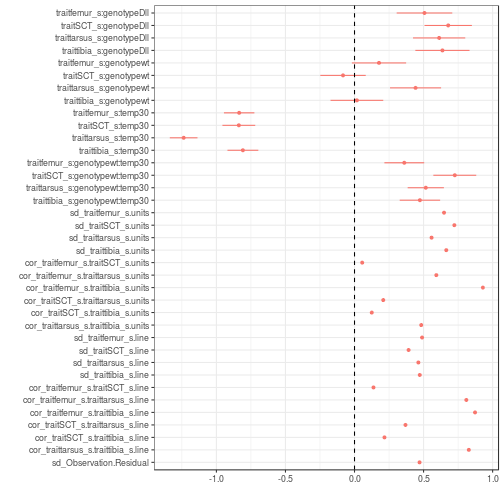 traitfemur_s:genotypeDll
traitSCT_s:genotypeDll
traittarsus_s:genotypeDll
traittibia_s:genotypeDll
traitfemur_s:genotypewt
traitSCT_s:genotypewt
traittarsus_s:genotypewt
traittibia_s:genotypewt
traitfemur_s:temp30
traitSCT_s:temp30
traittarsus_s:temp30
traittibia_s:temp30
traitfemur_s:genotypewt:temp30
traitSCT_s:genotypewt:temp30
traittarsus_s:genotypewt:temp30
traittibia_s:genotypewt:temp30
sd_traitfemur_s.units
sd_traitSCT_s.units
sd_traittarsus_s.units
sd_traittibia_s.units
cor_traitfemur_s.traitSCT_s.units
cor_traitfemur_s.traittarsus_s.units
cor_traitfemur_s.traittibia_s.units
cor_traitSCT_s.traittarsus_s.units
cor_traitSCT_s.traittibia_s.units
cor_traittarsus_s.traittibia_s.units
sd_traitfemur_s.line
sd_traitSCT_s.line
sd_traittarsus_s.line
sd_traittibia_s.line
cor_traitfemur_s.traitSCT_s.line
cor_traitfemur_s.traittarsus_s.line
cor_traitfemur_s.traittibia_s.line
cor_traitSCT_s.traittarsus_s.line
cor_traitSCT_s.traittibia_s.line
cor_traittarsus_s.traittibia_s.line
sd_Observation.Residual
-1.0 -0.5 0.0 0.5 1.0